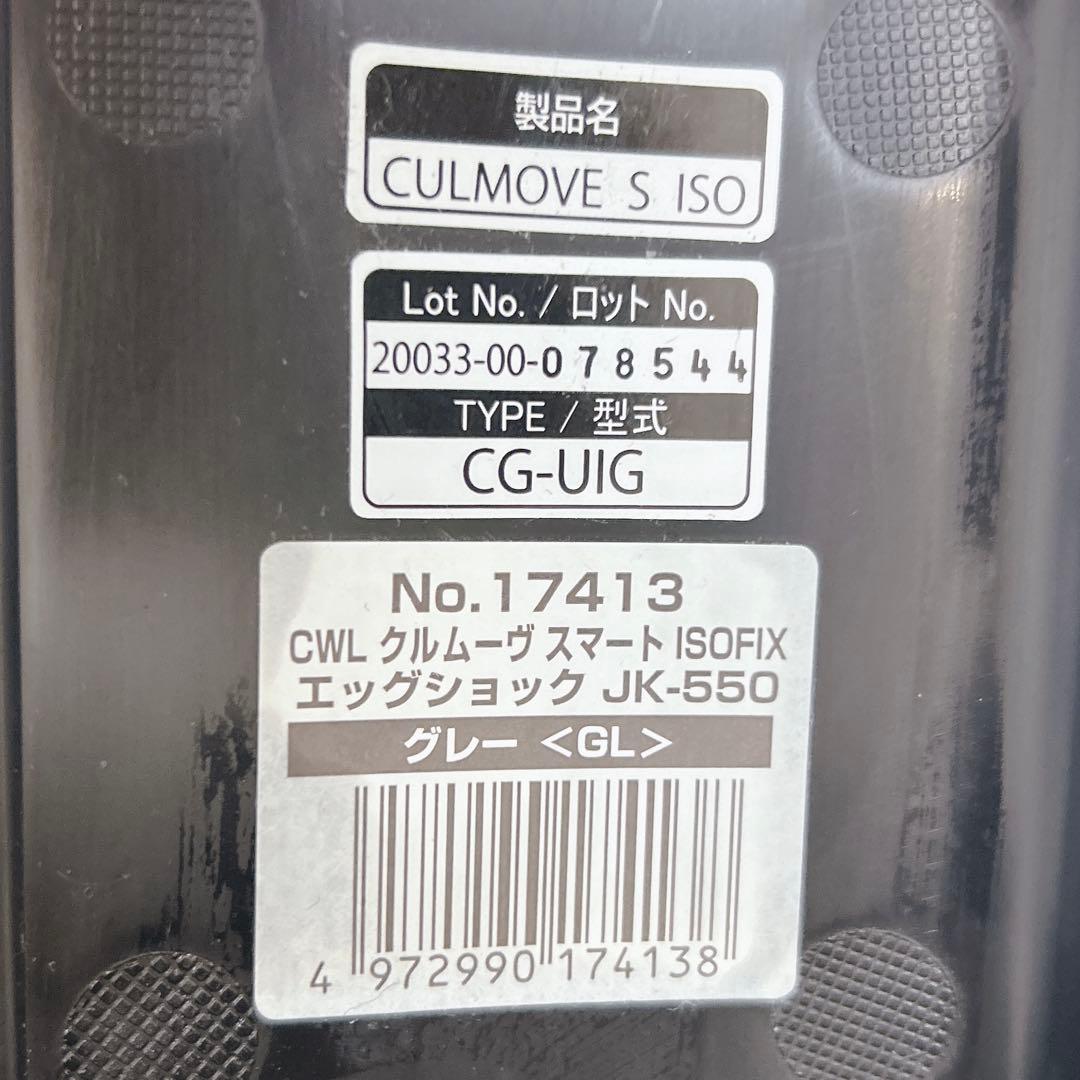 製品名
CULMOVE S ISO
Lot No. / ロット No.
20033-00-078544
TYPE / 型式
CG-UIG
No.17413
CWL クルムーヴ スマート ISOFIX
エッグショック JK-550
グレー <GL>
4 972990 174138